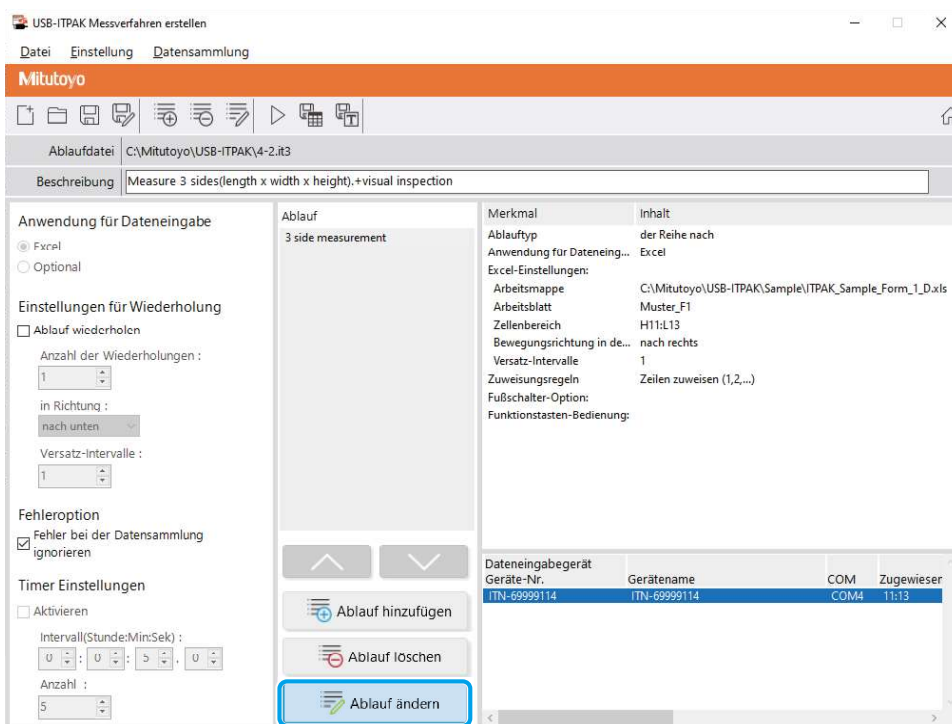 USB-ITPAK Messverfahren erstellen
Datei Einstellung Datensammlung
Mitutoyo
Ablaufdatei C:\Mitutoyo\USB-ITPAK\4-2.it3
Beschreibung Measure 3 sides(length x width x height).+visual inspection
Anwendung für Dateneingabe
Excel
Optional
Einstellungen für Wiederholung
Ablauf wiederholen
Anzahl der Wiederholungen :
1
in Richtung :
nach unten
Versatz-Intervalle :
1
Fehleroption
Fehler bei der Datensammlung
ignorieren
Timer Einstellungen
Aktivieren
Intervall(Stunde:Min:Sek) :
0 : 0 : 5 . 0
Anzahl :
5
Ablauf
3 side measurement
Ablauf hinzufügen
Ablauf löschen
Ablauf ändern
Merkmal Inhalt
Ablauftyp der Reihe nach
Anwendung für Dateneing... Excel
Excel-Einstellungen:
Arbeitsmappe C:\Mitutoyo\USB-ITPAK\Sample\ITPAK_Sample_Form_1_D.xls
Arbeitsblatt Muster_F1
Zellenbereich H11:L13
Bewegungsrichtung in de... nach rechts
Versatz-Intervalle 1
Zuweisungsregeln Zeilen zuweisen (1,2,...)
Fußschalter-Option:
Funktionstasten-Bedienung:
Dateneingabegerät
Geräte-Nr. Gerätename COM Zugewieser
ITN-69999114 ITN-69999114 COM4 11:13